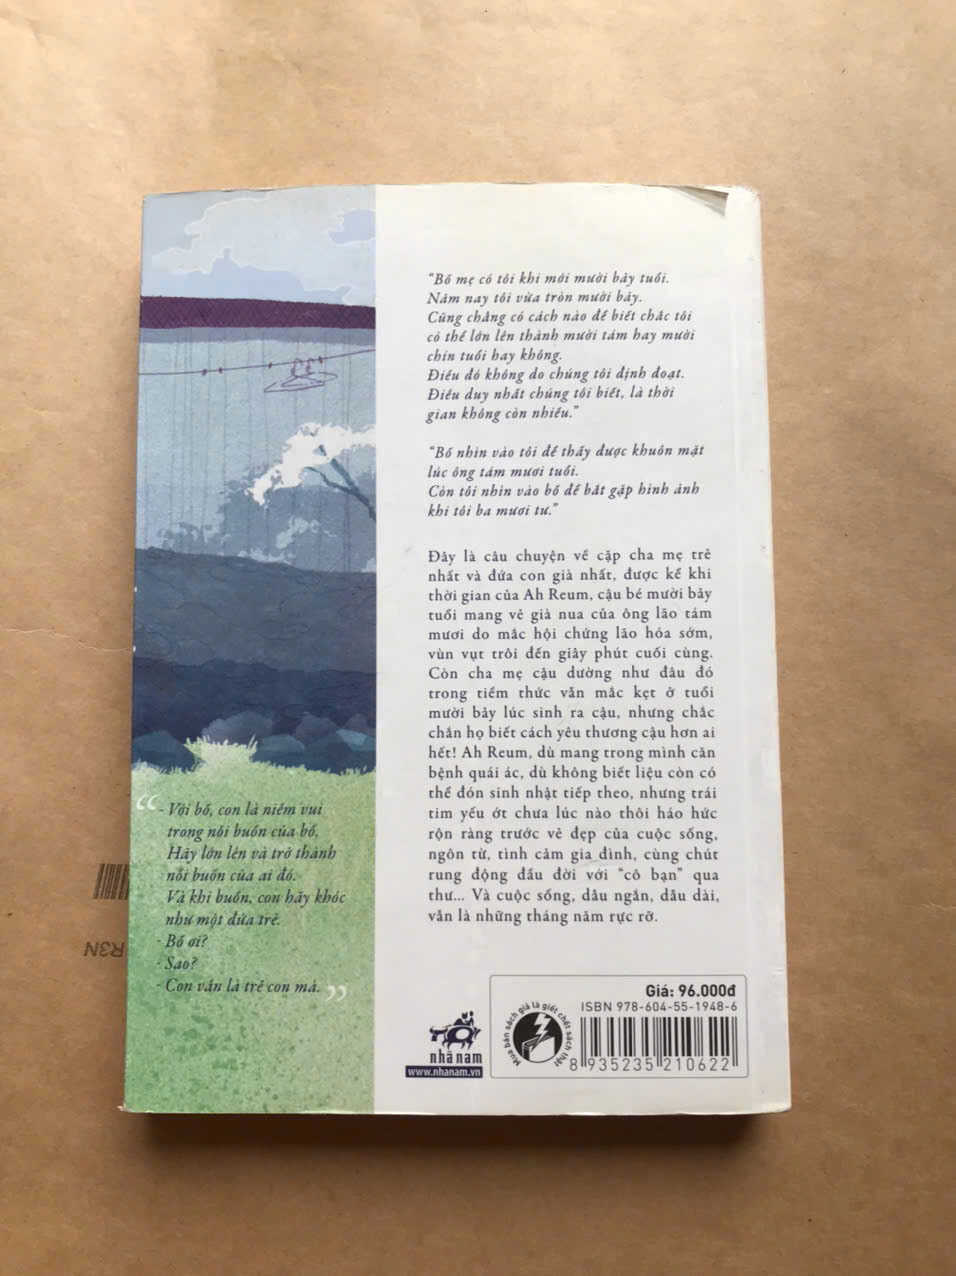 “Bố mẹ có tôi khi mới mười bảy tuổi.
Năm nay tôi vừa tròn mười bảy.
Cũng chẳng có cách nào để biết chắc tôi
có thể lớn lên thành mười tám hay mười
chín tuổi hay không.
Điều đó không do chúng tôi định đoạt.
Điều duy nhất chúng tôi biết, là thời
gian không còn nhiều.”
“Bố nhìn vào tôi để thấy được khuôn mặt
lúc ông tám mươi tuổi.
Còn tôi nhìn vào bố để bắt gặp hình ảnh
khi tôi ba mươi tư.”
Đây là câu chuyện về cặp cha mẹ trẻ
nhất và đứa con già nhất, được kể khi
thời gian của Ah Reum, cậu bé mười bảy
tuổi mang vẻ già nua của ông lão tám
mươi do mắc hội chứng lão hóa sớm,
vùn vụt trôi đến giây phút cuối cùng.
Còn cha mẹ cậu dường như đâu đó
trong tiềm thức vẫn mắc kẹt ở tuổi
mười bảy lúc sinh ra cậu, nhưng chắc
chắn họ biết cách yêu thương cậu hơn ai
hết! Ah Reum, dù mang trong mình căn
bệnh quái ác, dù không biết liệu còn có
thể đón sinh nhật tiếp theo, nhưng trái
tim yếu ớt chưa lúc nào thôi háo hức
rộn ràng trước vẻ đẹp của cuộc sống,
ngôn từ, tình cảm gia đình, cùng chút
rung động đầu đời với “cô bạn” qua
thư... Và cuộc sống, dẫu ngắn, dẫu dài,
vẫn là những tháng năm rực rỡ.
“- Với bố, con là niềm vui
trong nỗi buồn của bố.
Hãy lớn lên và trở thành
nỗi buồn của ai đó.
Và khi buồn, con hãy khóc
như một đứa trẻ.
- Bố ơi?
- Sao?
- Con vẫn là trẻ con mà.”
R3N
nhã nam
www.nhanam.vn
Mua bán sách giả là giết chết sách thật
Giá: 96.000đ
ISBN 978-604-55-1948-6
8 935235 210622